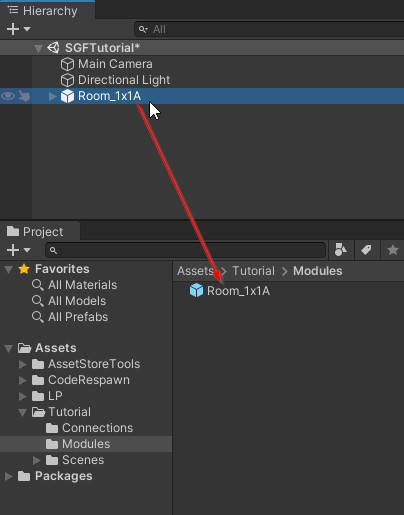 Hierarchy
All
SGFTutorial*
Main Camera
Directional Light
Room_1x1A
Project
Favorites
All Materials
All Models
All Prefabs
Assets
AssetStoreTools
CodeRespawn
LP
Tutorial
Connections
Modules
Scenes
Packages
Assets > Tutorial > Modules
Room_1x1A